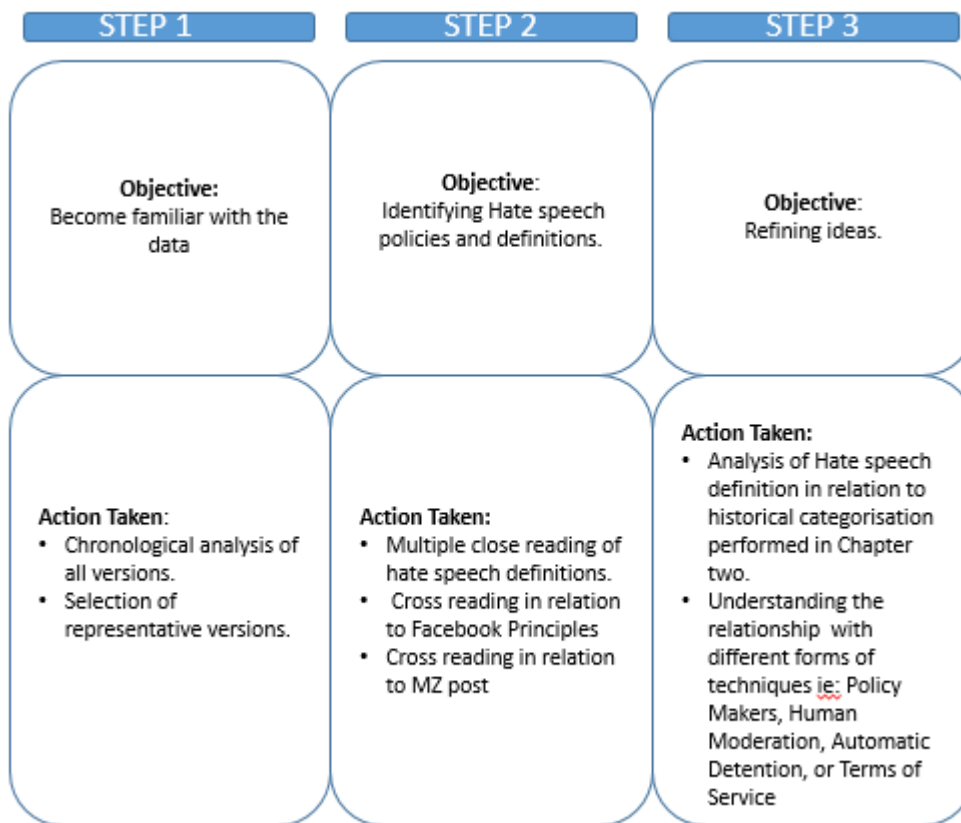 STEP 1
STEP 2
STEP 3
Objective:
Become familiar with the
data
Objective:
Identifying Hate speech
policies and definitions.
Objective:
Refining ideas.
Action Taken:
• Chronological analysis of
all versions.
• Selection of
representative versions.
Action Taken:
• Multiple close reading of
hate speech definitions.
• Cross reading in relation
to Facebook Principles
• Cross reading in relation
to MZ post
Action Taken:
• Analysis of Hate speech
definition in relation to
historical categorisation
performed in Chapter
two.
• Understanding the
relationship with
different forms of
techniques ie: Policy
Makers, Human
Moderation, Automatic
Detention, or Terms of
Service